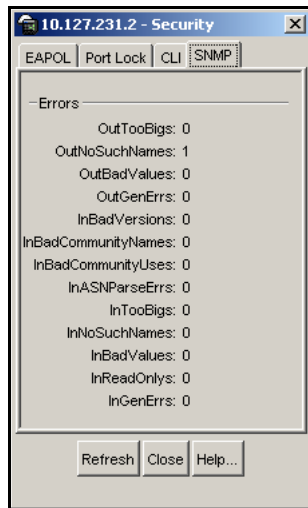 10.127.231.2 - Security
EAPOL Port Lock CLI SNMP
Errors
OutTooBigs: 0
OutNoSuchNames: 1
OutBadValues: 0
OutGenErrs: 0
InBadVersions: 0
InBadCommunityNames: 0
InBadCommunityUses: 0
InASNParseErrs: 0
InTooBigs: 0
InNoSuchNames: 0
InBadValues: 0
InReadOnlys: 0
InGenErrs: 0
Refresh Close Help...